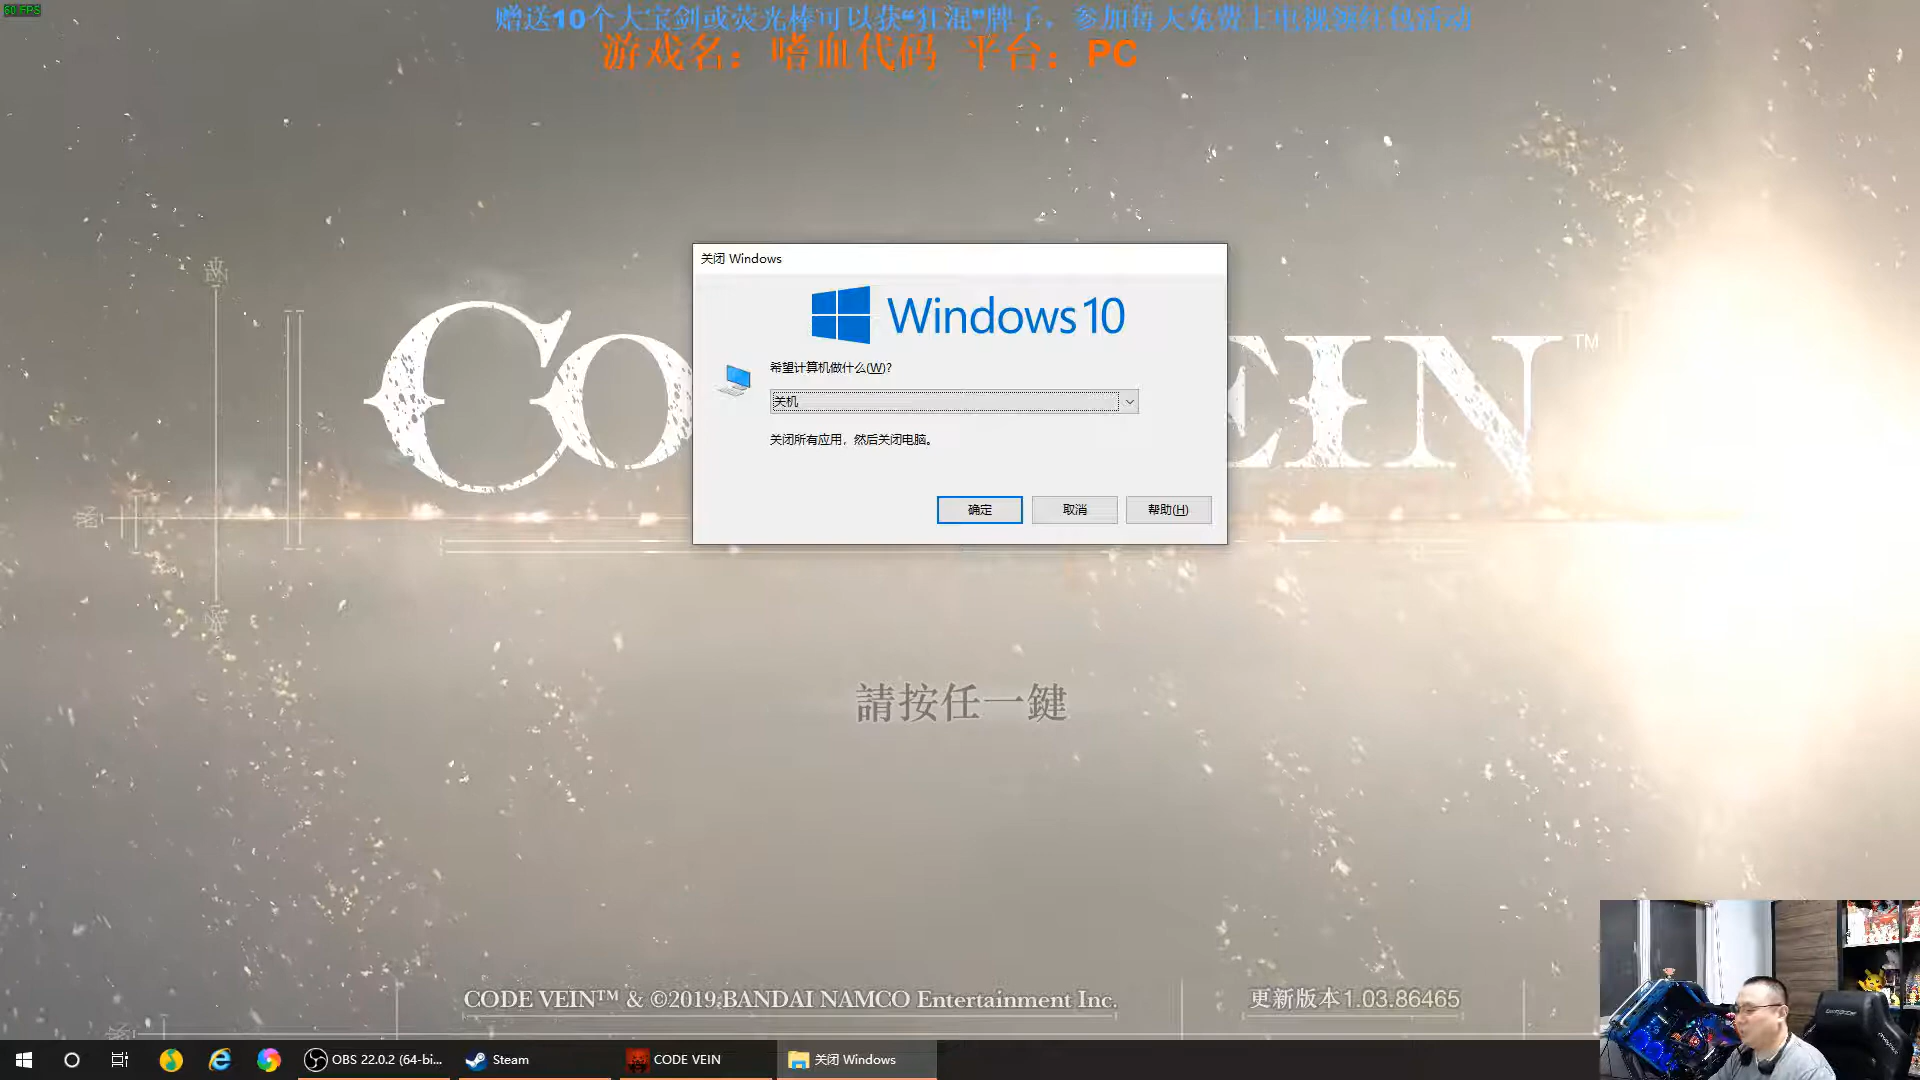 60 FPS
赠送10个大宝剑或荧光棒可以获“狂混”牌子，参加每天免费上电视领红包活动
游戏名：嗜血代码 平台：PC
关闭 Windows
Windows 10
希望计算机做什么(W)?
关机
关闭所有应用，然后关闭电脑。
确定 取消 帮助(H)
CO EIN™
請按任一鍵
CODE VEIN™ & ©2019 BANDAI NAMCO Entertainment Inc.
更新版本1.03.86465
OBS 22.0.2 (64-bi... Steam CODE VEIN 关闭 Windows